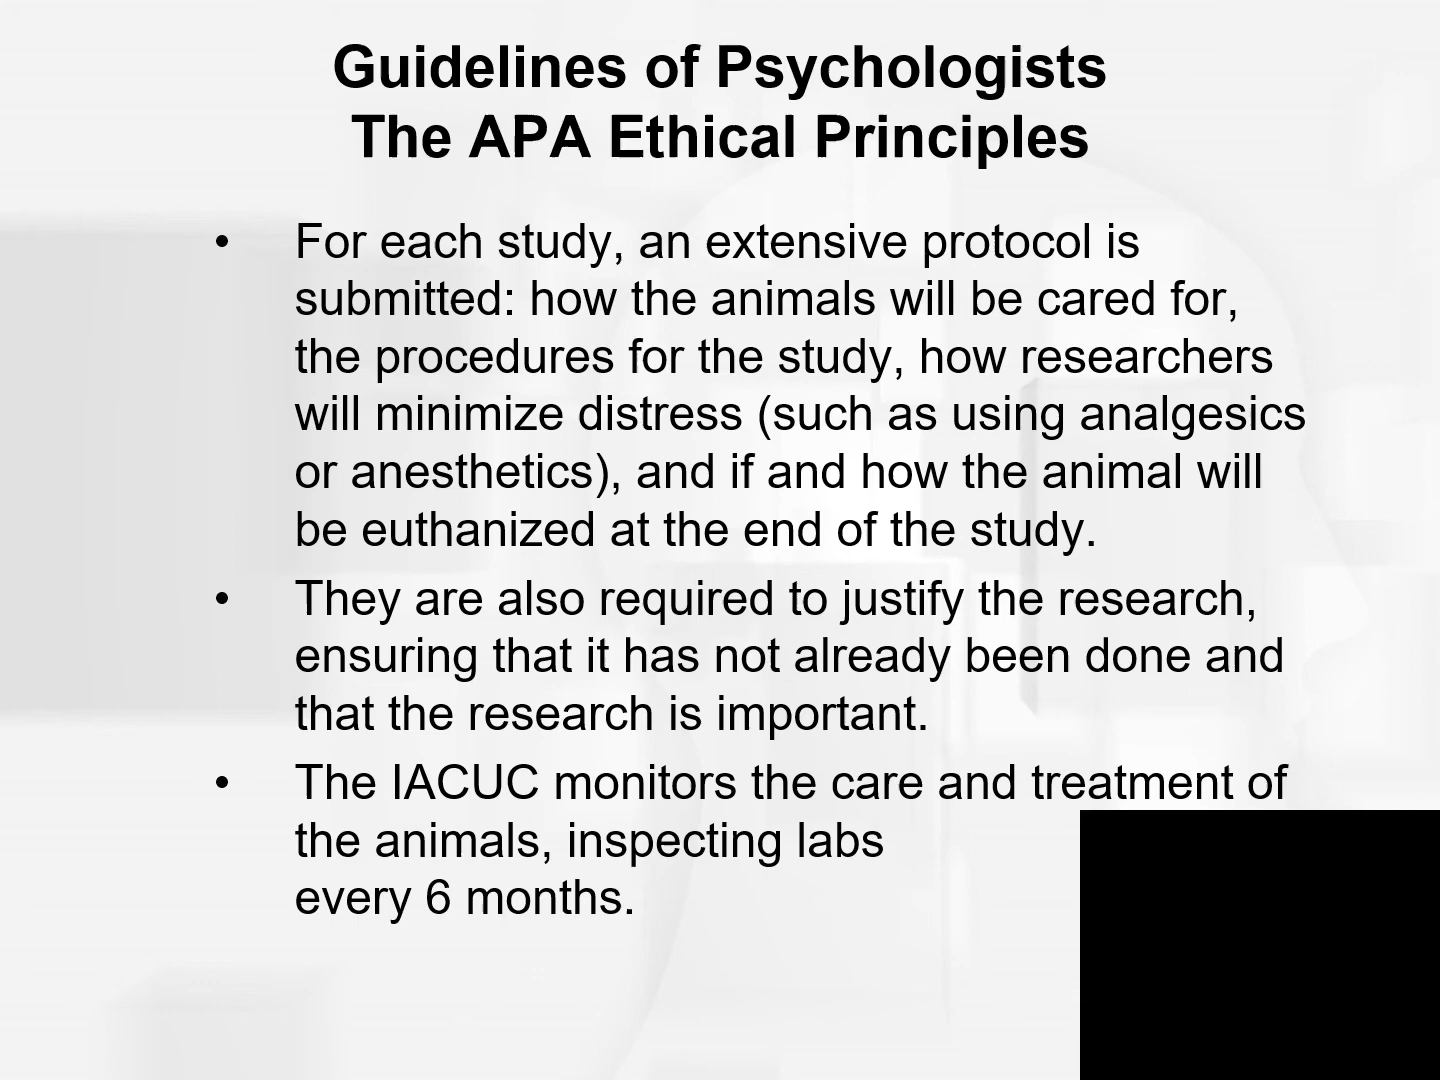 Guidelines of Psychologists
The APA Ethical Principles
• For each study, an extensive protocol is
submitted: how the animals will be cared for,
the procedures for the study, how researchers
will minimize distress (such as using analgesics
or anesthetics), and if and how the animal will
be euthanized at the end of the study.
• They are also required to justify the research,
ensuring that it has not already been done and
that the research is important.
• The IACUC monitors the care and treatment of
the animals, inspecting labs
every 6 months.